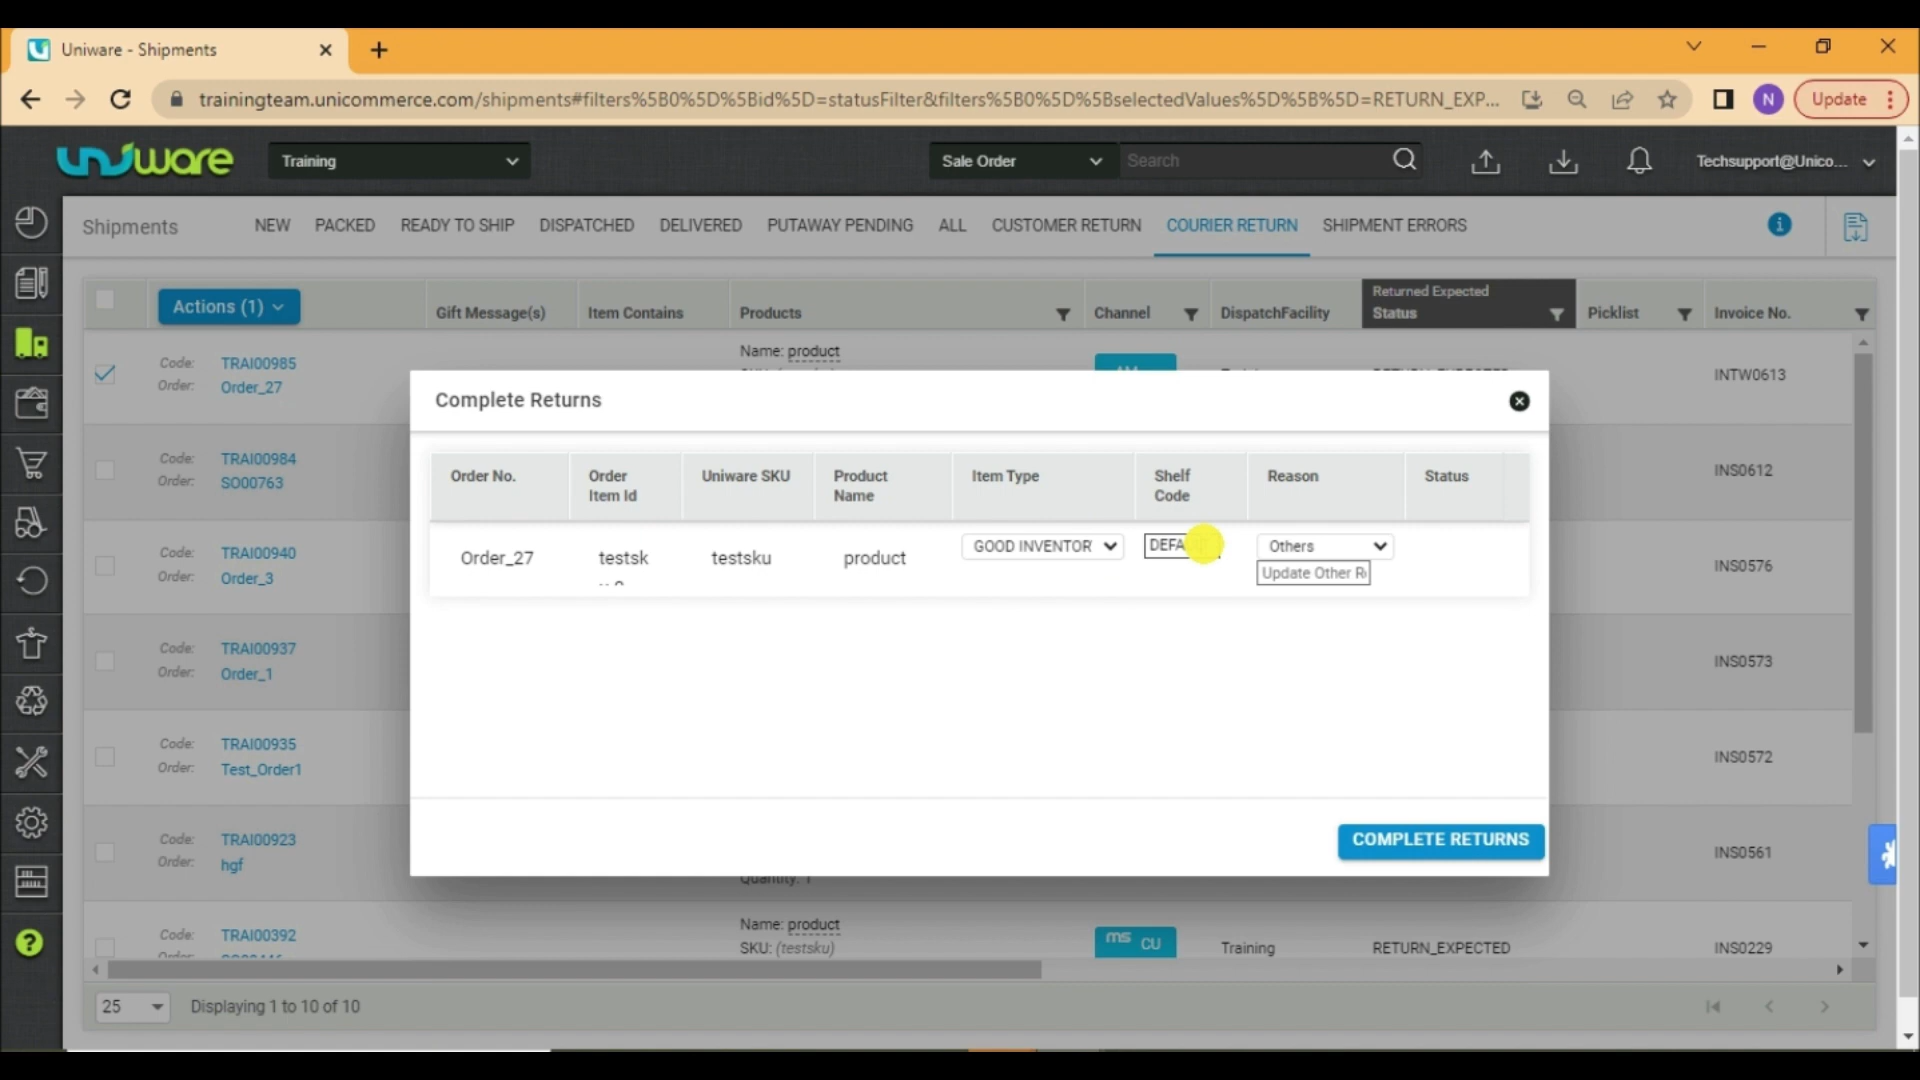 Uniware - Shipments
trainingteam.unicommerce.com/shipments#filters%5B0%5D%5Bid%5D=statusFilter&filters%5B0%5D%5BselectedValues%5D%5B%5D=RETURN_EXP...
N
Update
uniware
Training
Sale Order
Search
Techsupport@Unico...
Shipments
NEW
PACKED
READY TO SHIP
DISPATCHED
DELIVERED
PUTAWAY PENDING
ALL
CUSTOMER RETURN
COURIER RETURN
SHIPMENT ERRORS
Actions (1)
Gift Message(s)
Item Contains
Products
Channel
DispatchFacility
Returned Expected
Status
Picklist
Invoice No.
Code: TRAI00985
Order: Order_27
Name: product
INTW0613
Code: TRAI00984
Order: SO00763
INS0612
Code: TRAI00940
Order: Order_3
INS0576
Code: TRAI00937
Order: Order_1
INS0573
Code: TRAI00935
Order: Test_Order1
INS0572
Code: TRAI00923
Order: hgf
Quantity: 1
INS0561
Code: TRAI00392
Name: product
SKU: (testsku)
ms CU
Training
RETURN_EXPECTED
INS0229
Complete Returns
Order No.
Order
Item Id
Uniware SKU
Product
Name
Item Type
Shelf
Code
Reason
Status
Order_27
testsk
testsku
product
GOOD INVENTOR
DEFA
Others
Update Other R
COMPLETE RETURNS
25
Displaying 1 to 10 of 10